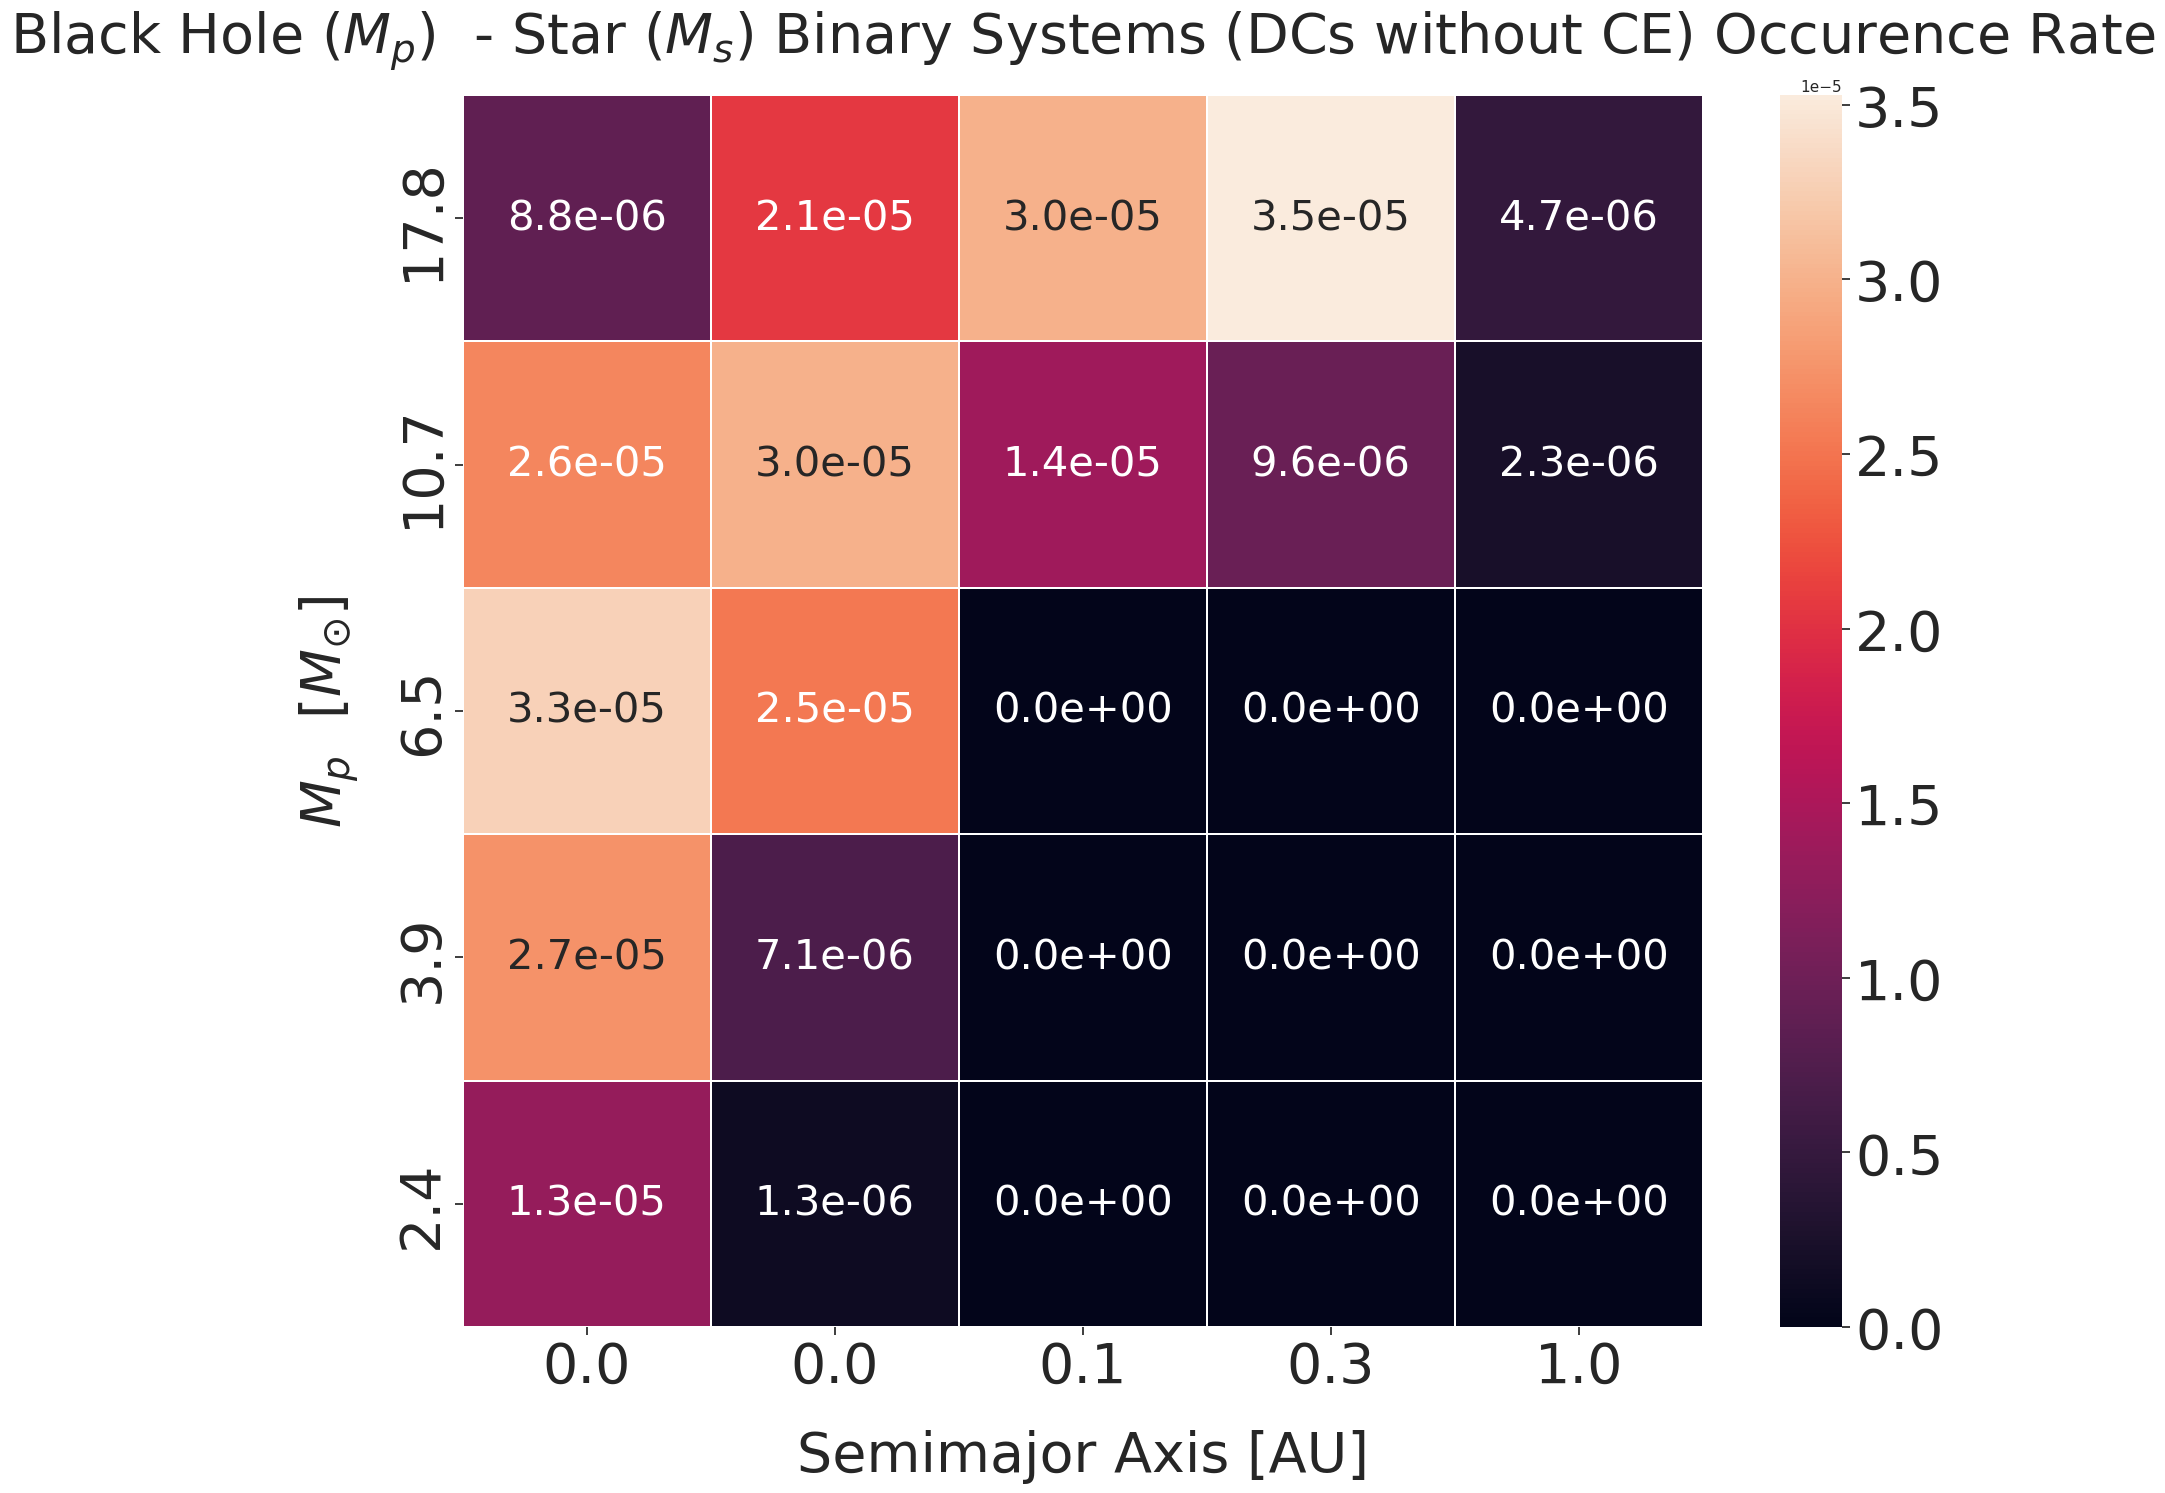 Black Hole (M_p) - Star (M_s) Binary Systems (DCs without CE) Occurence Rate
1e−5
17.8
8.8e-06 2.1e-05 3.0e-05 3.5e-05 4.7e-06
10.7
2.6e-05 3.0e-05 1.4e-05 9.6e-06 2.3e-06
6.5
3.3e-05 2.5e-05 0.0e+00 0.0e+00 0.0e+00
3.9
2.7e-05 7.1e-06 0.0e+00 0.0e+00 0.0e+00
2.4
1.3e-05 1.3e-06 0.0e+00 0.0e+00 0.0e+00
M_p [M_⊙]
0.0 0.0 0.1 0.3 1.0
Semimajor Axis [AU]
3.5
3.0
2.5
2.0
1.5
1.0
0.5
0.0